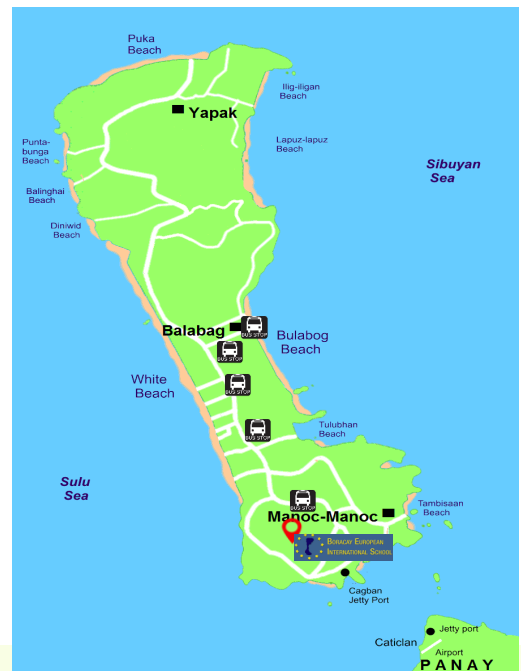 Puka
Beach
Ilig-iligan
Beach
Yapak
Lapuz-lapuz
Beach
Punta-
bunga
Beach
Sibuyan
Sea
Balinghai
Beach
Diniwid
Beach
BUS STOP
Balabag
Bulabog
Beach
BUS STOP
White
Beach
BUS STOP
BUS STOP
Tulubhan
Beach
Sulu
Sea
BUS STOP
Manoc-Manoc
Tambisaan
Beach
BORACAY EUROPEAN
INTERNATIONAL SCHOOL
Cagban
Jetty Port
Jetty port
Caticlan
Airport
PANAY